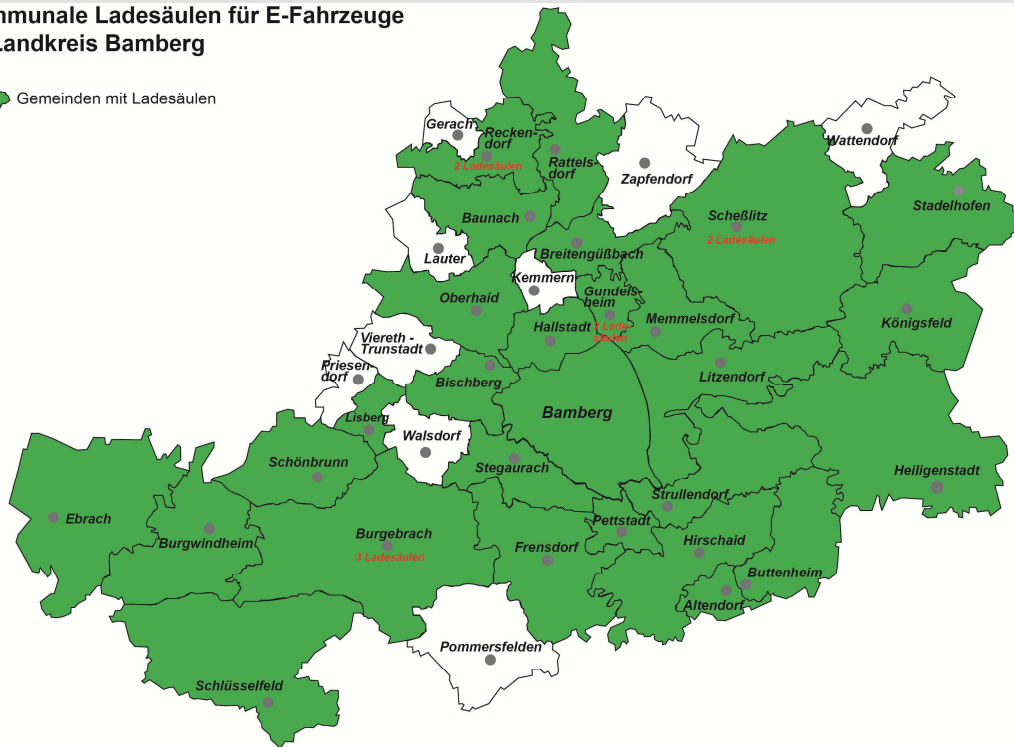 mmunale Ladesäulen für E-Fahrzeuge
Landkreis Bamberg
Gemeinden mit Ladesäulen
Gerach
Recken-
dorf
2 Ladesäulen
Rattels-
dorf
Zapfendorf
Wattendorf
Stadelhofen
Scheßlitz
2 Ladesäulen
Baunach
Lauter
Breitengüßbach
Kemmern
Gundels-
heim
2 Lade-
säulen
Oberhaid
Hallstadt
Memmelsdorf
Königsfeld
Viereth -
Trunstadt
Priesen-
dorf
Bischberg
Litzendorf
Lisberg
Bamberg
Walsdorf
Schönbrunn
Stegaurach
Heiligenstadt
Strullendorf
Ebrach
Burgwindheim
Burgebrach
3 Ladesäulen
Pettstadt
Frensdorf
Hirschaid
Buttenheim
Altendorf
Pommersfelden
Schlüsselfeld